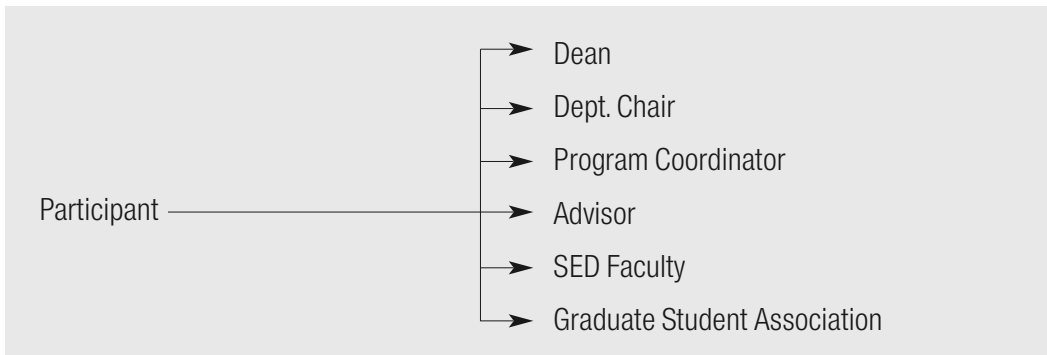 Dean
Dept. Chair
Program Coordinator
Participant
Advisor
SED Faculty
Graduate Student Association